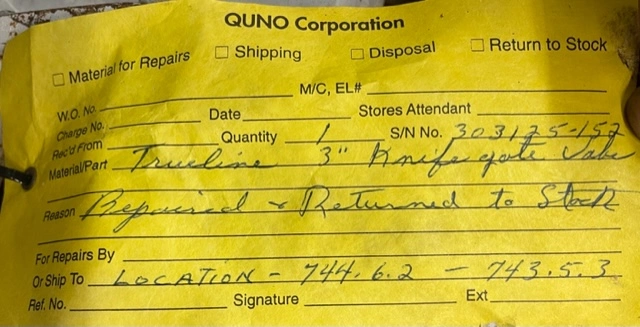 QUNO Corporation
☐ Material for Repairs ☐ Shipping ☐ Disposal ☐ Return to Stock
M/C, EL#
W.O. No.
Charge No. Date Stores Attendant
Rec'd From Quantity 1 S/N No. 303125-152
Material/Part Trueline 3" Knife gate Valve
Reason Repaired & Returned to Stock
For Repairs By
Or Ship To LOCATION - 744.6.2 - 743.5.3
Ref. No. Signature Ext